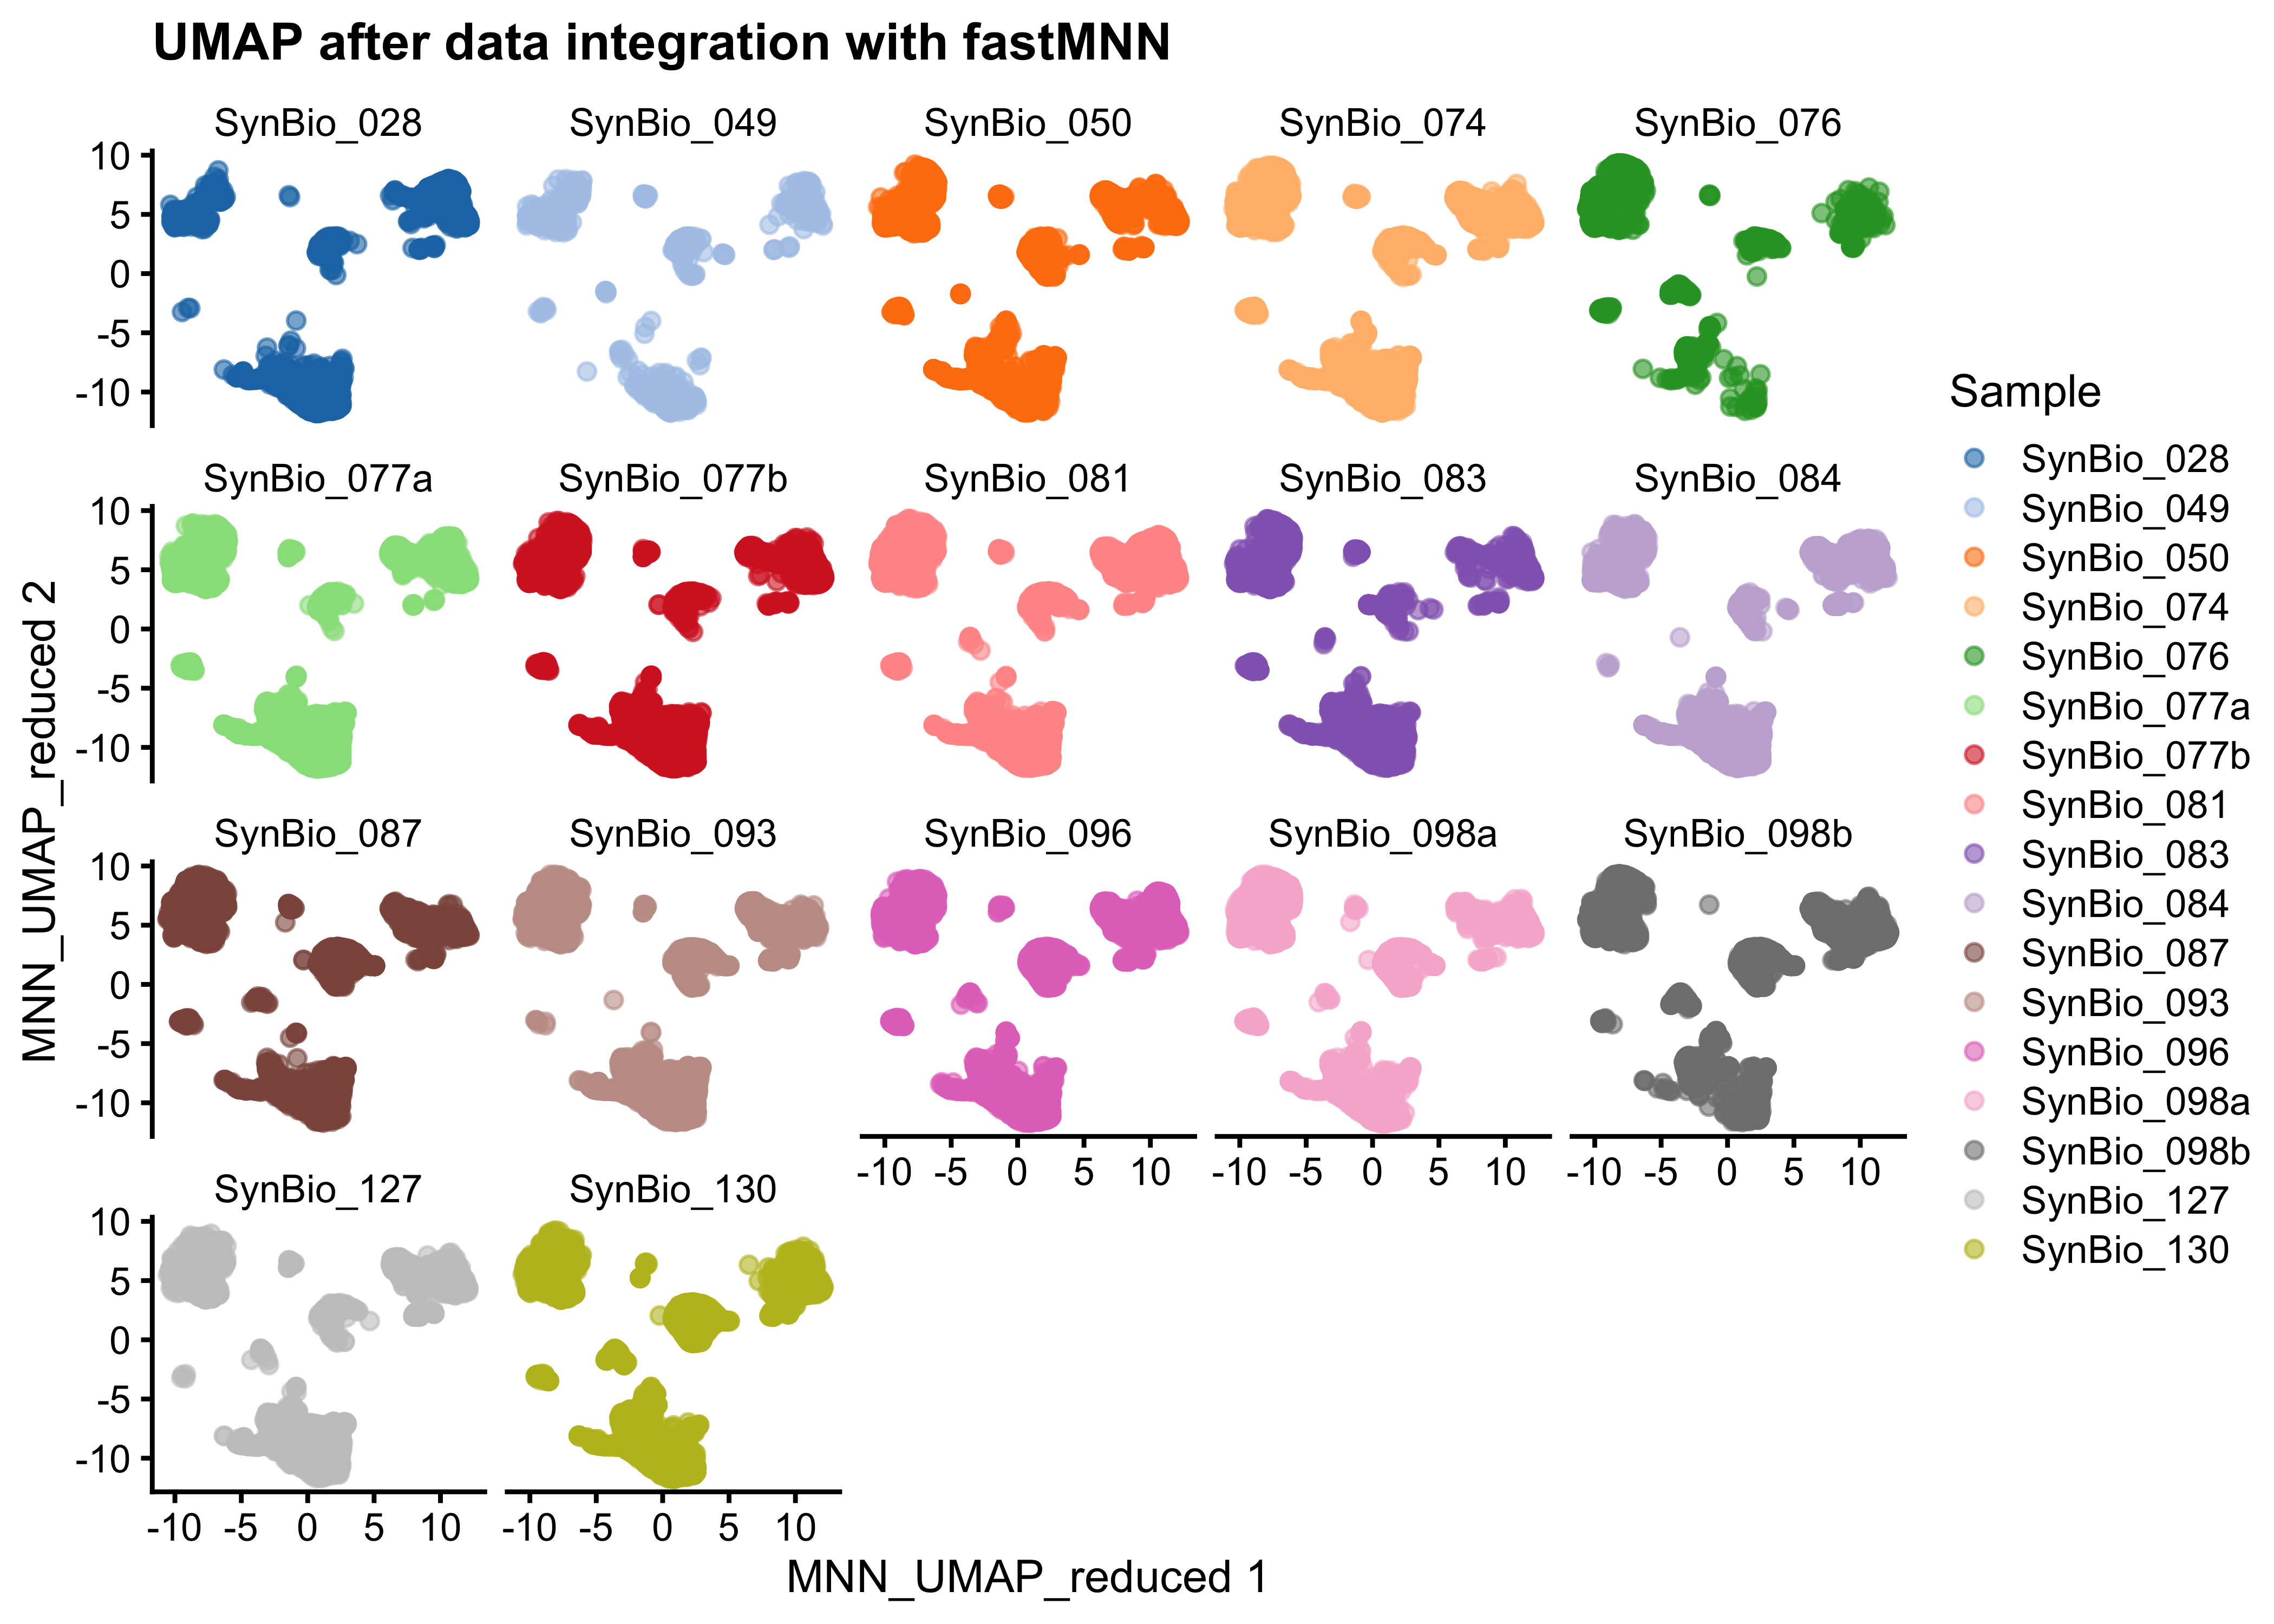 UMAP after data integration with fastMNN
SynBio_028 SynBio_049 SynBio_050 SynBio_074 SynBio_076
10
5
0
-5
-10
SynBio_077a SynBio_077b SynBio_081 SynBio_083 SynBio_084
10
5
0
-5
-10
SynBio_087 SynBio_093 SynBio_096 SynBio_098a SynBio_098b
10
5
0
-5
-10
-10 -5 0 5 10 -10 -5 0 5 10 -10 -5 0 5 10
SynBio_127 SynBio_130
10
5
0
-5
-10
-10 -5 0 5 10 -10 -5 0 5 10
MNN_UMAP_reduced 1
MNN_UMAP_reduced 2
Sample
SynBio_028
SynBio_049
SynBio_050
SynBio_074
SynBio_076
SynBio_077a
SynBio_077b
SynBio_081
SynBio_083
SynBio_084
SynBio_087
SynBio_093
SynBio_096
SynBio_098a
SynBio_098b
SynBio_127
SynBio_130